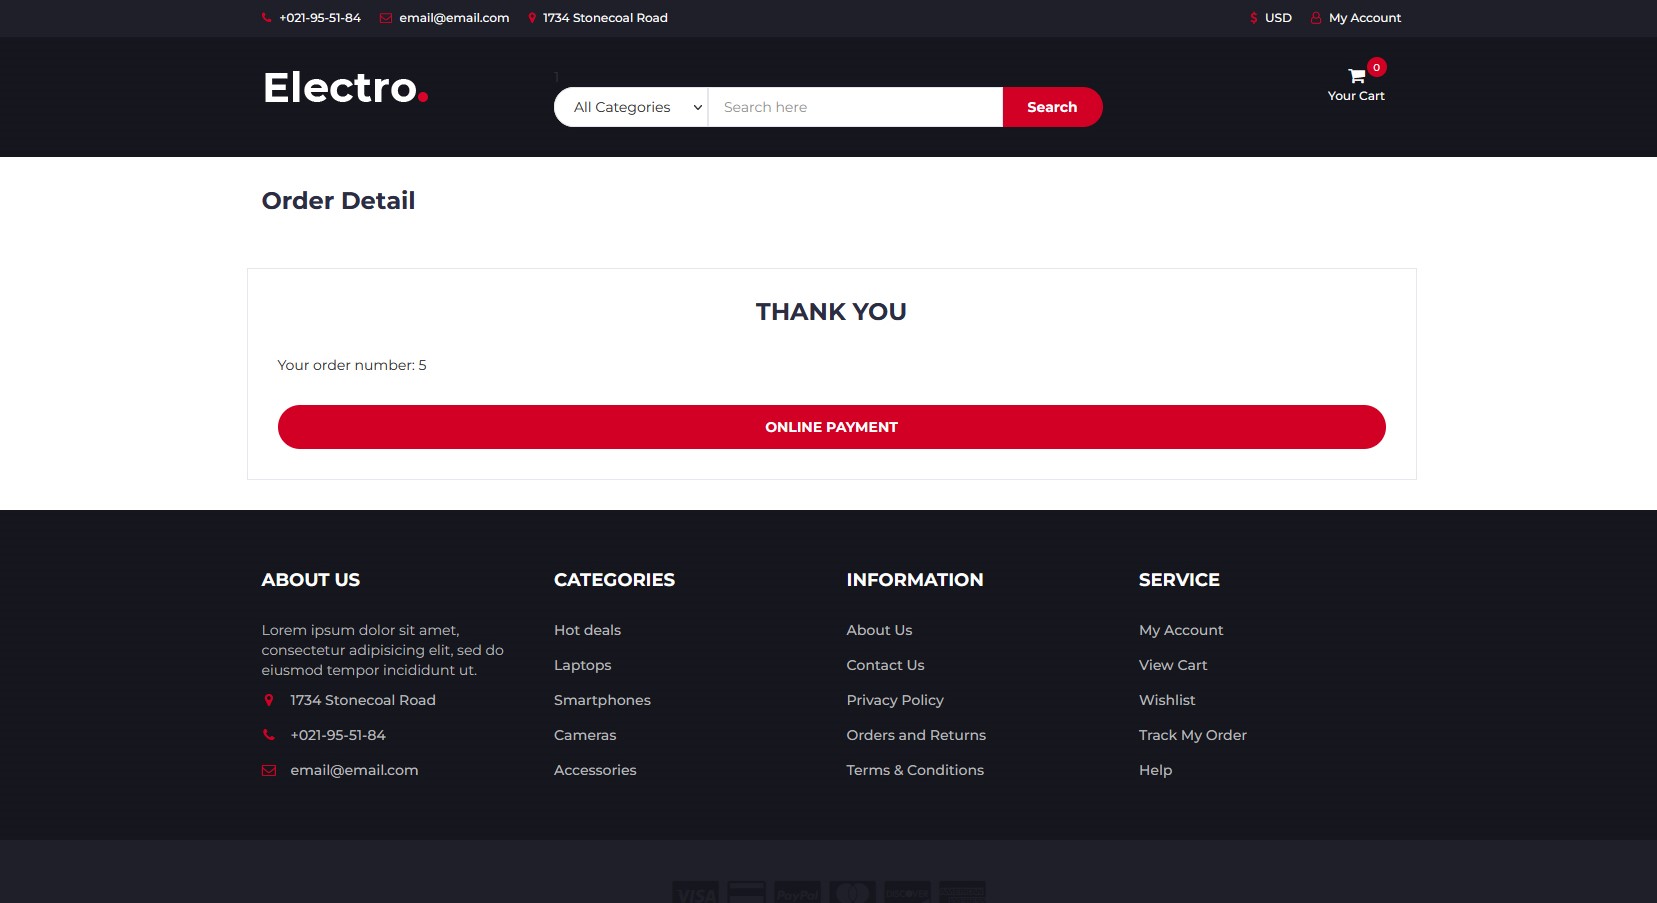 +021-95-51-84 email@email.com 1734 Stonecoal Road
$ USD My Account
Electro.
1
All Categories Search here Search
0
Your Cart
Order Detail
THANK YOU
Your order number: 5
ONLINE PAYMENT
ABOUT US
Lorem ipsum dolor sit amet,
consectetur adipisicing elit, sed do
eiusmod tempor incididunt ut.
1734 Stonecoal Road
+021-95-51-84
email@email.com
CATEGORIES
Hot deals
Laptops
Smartphones
Cameras
Accessories
INFORMATION
About Us
Contact Us
Privacy Policy
Orders and Returns
Terms & Conditions
SERVICE
My Account
View Cart
Wishlist
Track My Order
Help
VISA PayPal DISCOVER